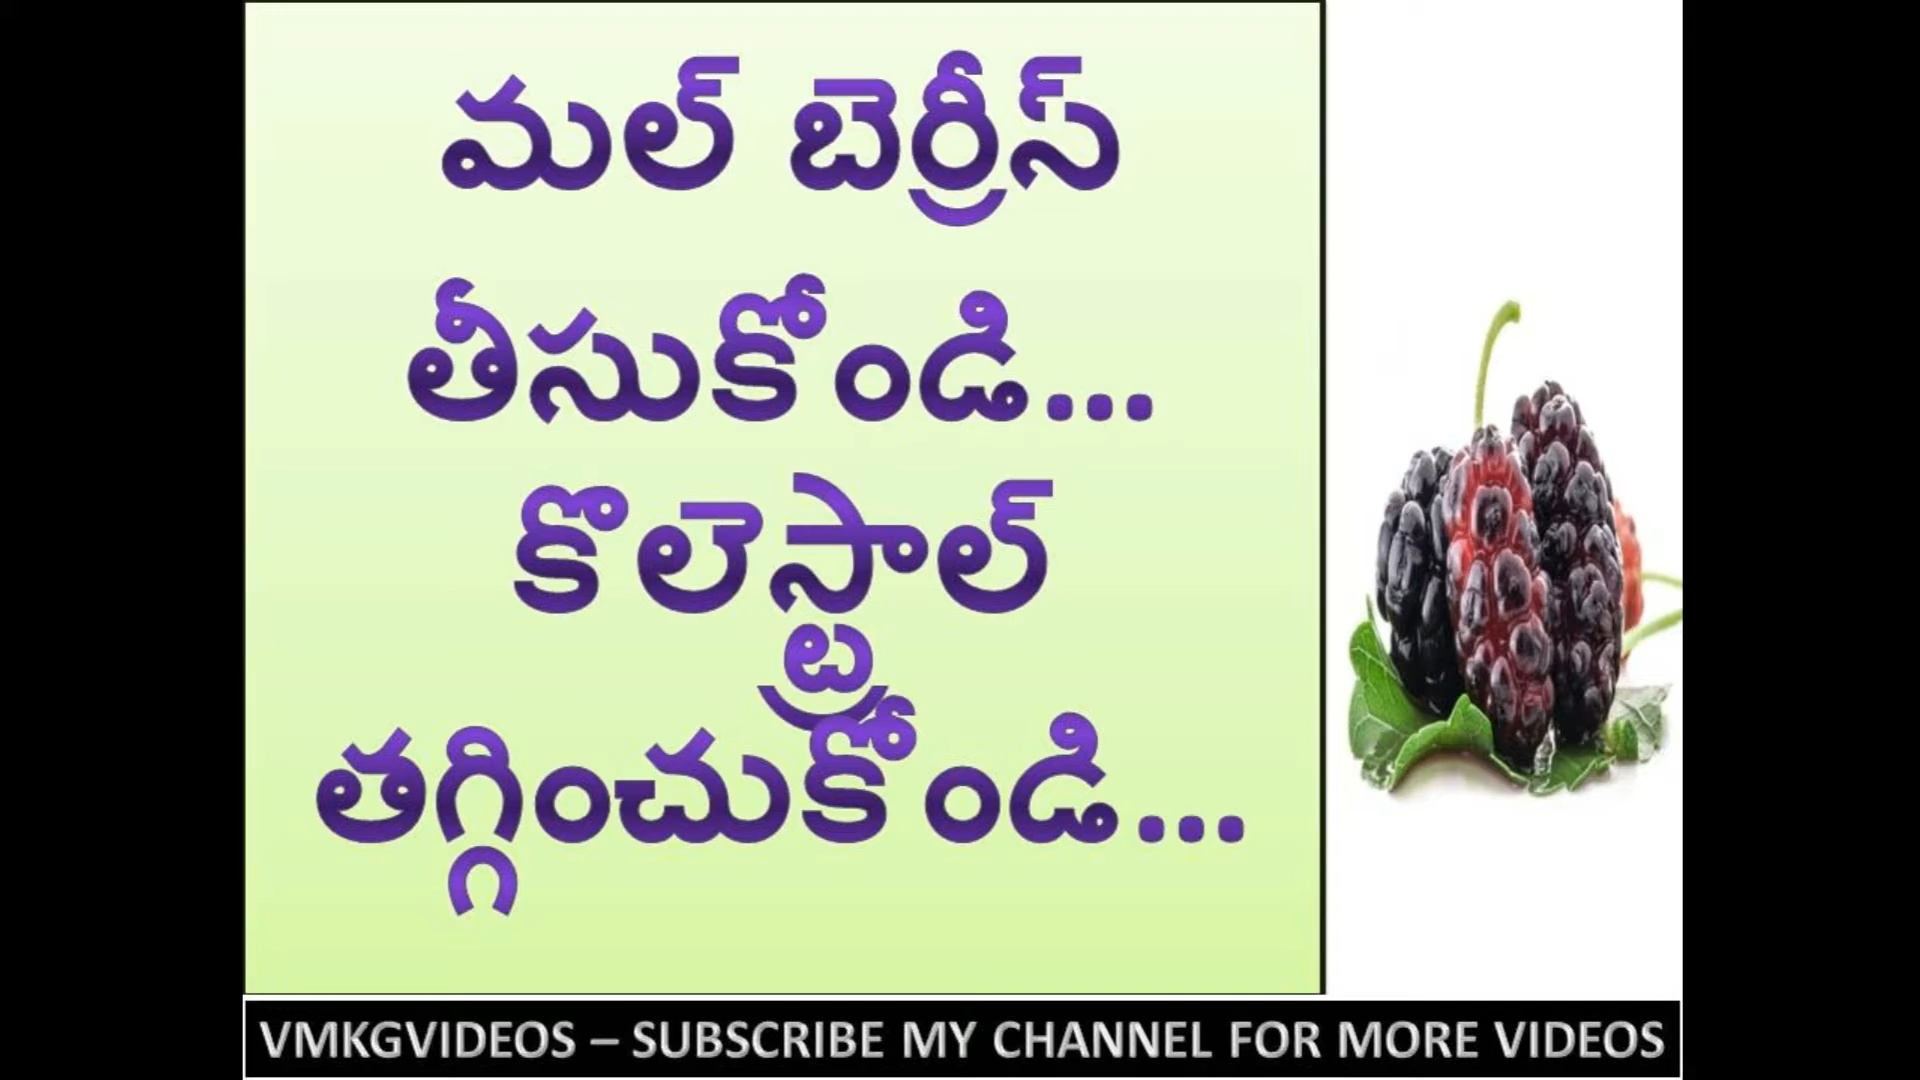 మల్ బెర్రీస్
తీసుకోండి...
కొలెస్ట్రాల్
తగ్గించుకోండి...
VMKGVIDEOS – SUBSCRIBE MY CHANNEL FOR MORE VIDEOS